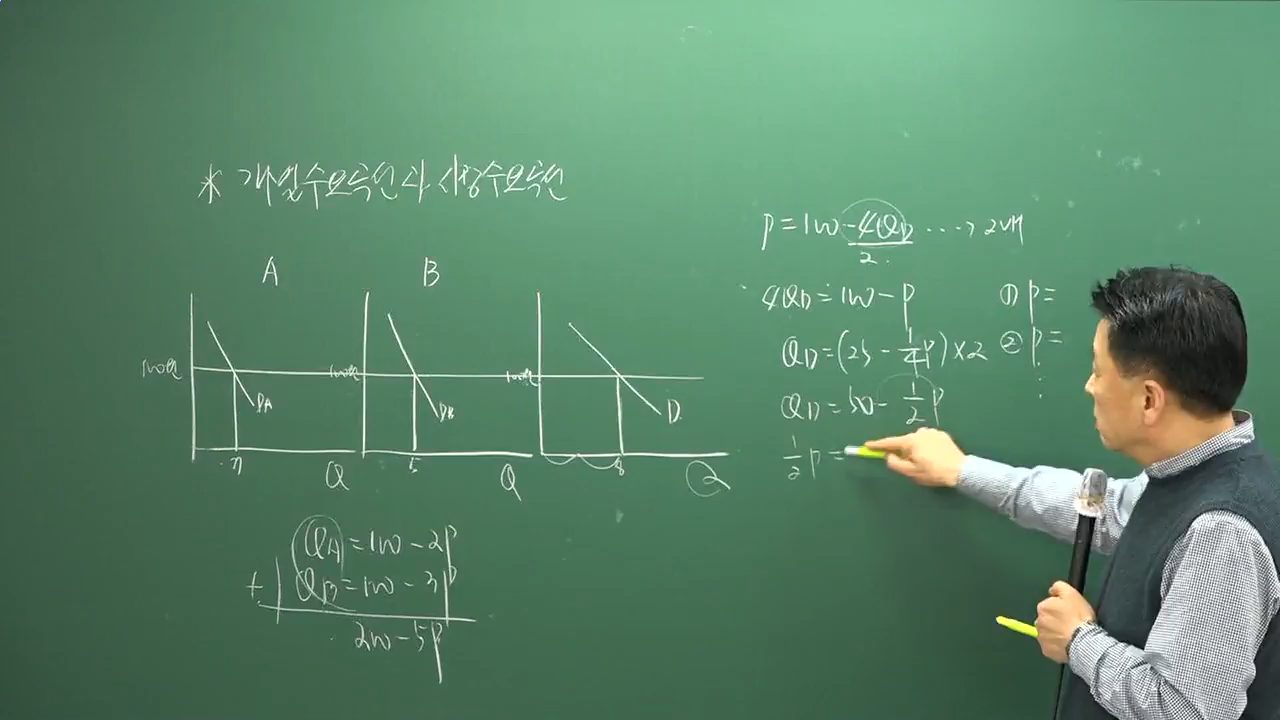 * 개별수요곡선과 시장수요곡선
A B
100원 100원 100원
DA DB D
3 5 8
Q Q Q
QA = 100 - 2P
+ QB = 100 - 3P
200 - 5P
P = 100 - 4QD ...→ 2배
2
4QD = 100 - P
QD = (25 - 1/4 P) × 2
QD = 50 - 1/2 P
1/2 P =
① P =
② P =